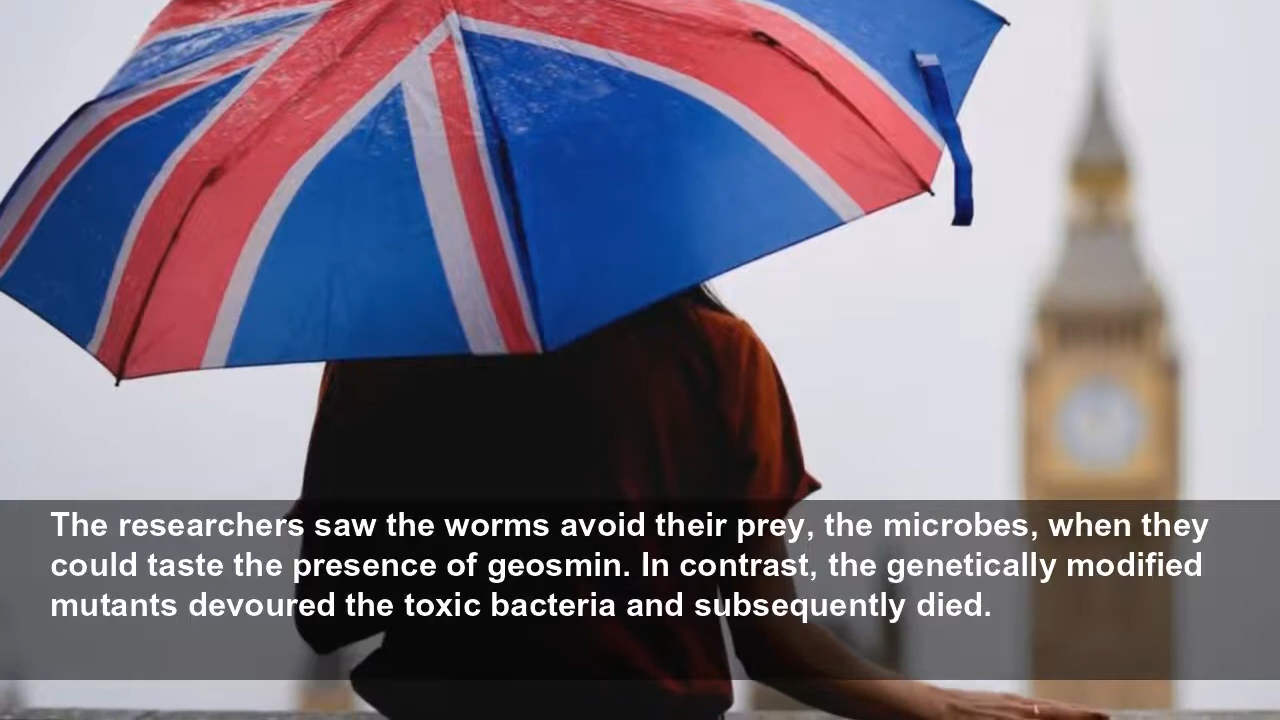 The researchers saw the worms avoid their prey, the microbes, when they
could taste the presence of geosmin. In contrast, the genetically modified
mutants devoured the toxic bacteria and subsequently died.